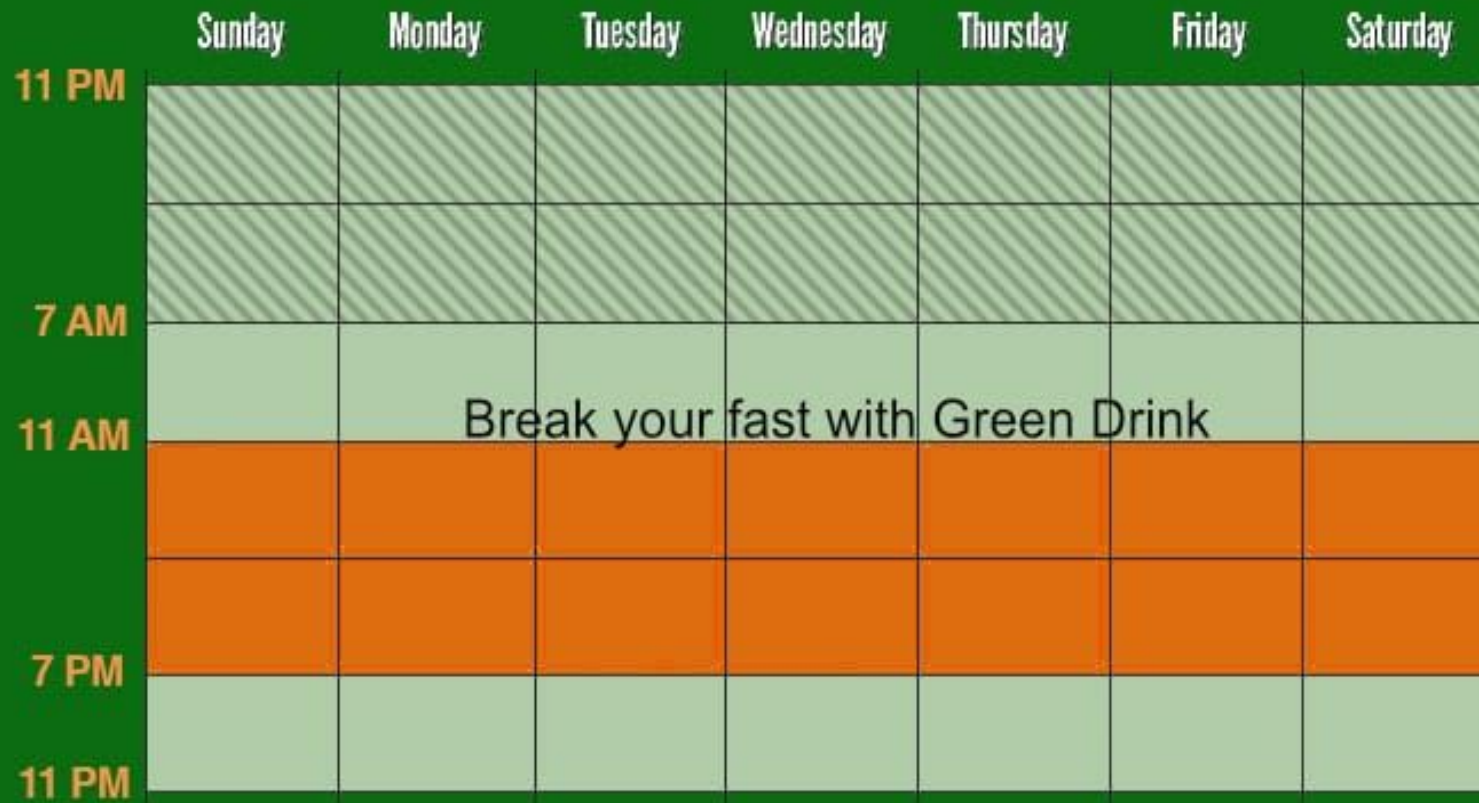 Sunday Monday Tuesday Wednesday Thursday Friday Saturday
11 PM
7 AM
Break your fast with Green Drink
11 AM
7 PM
11 PM